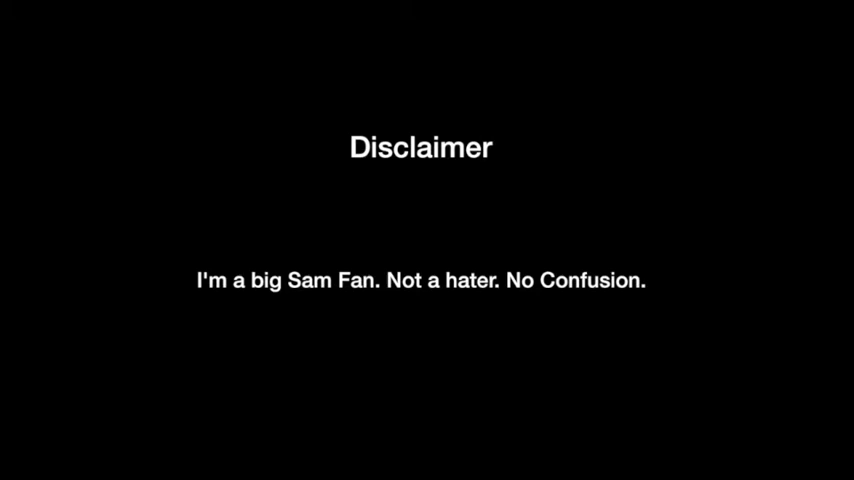 Disclaimer
I'm a big Sam Fan. Not a hater. No Confusion.